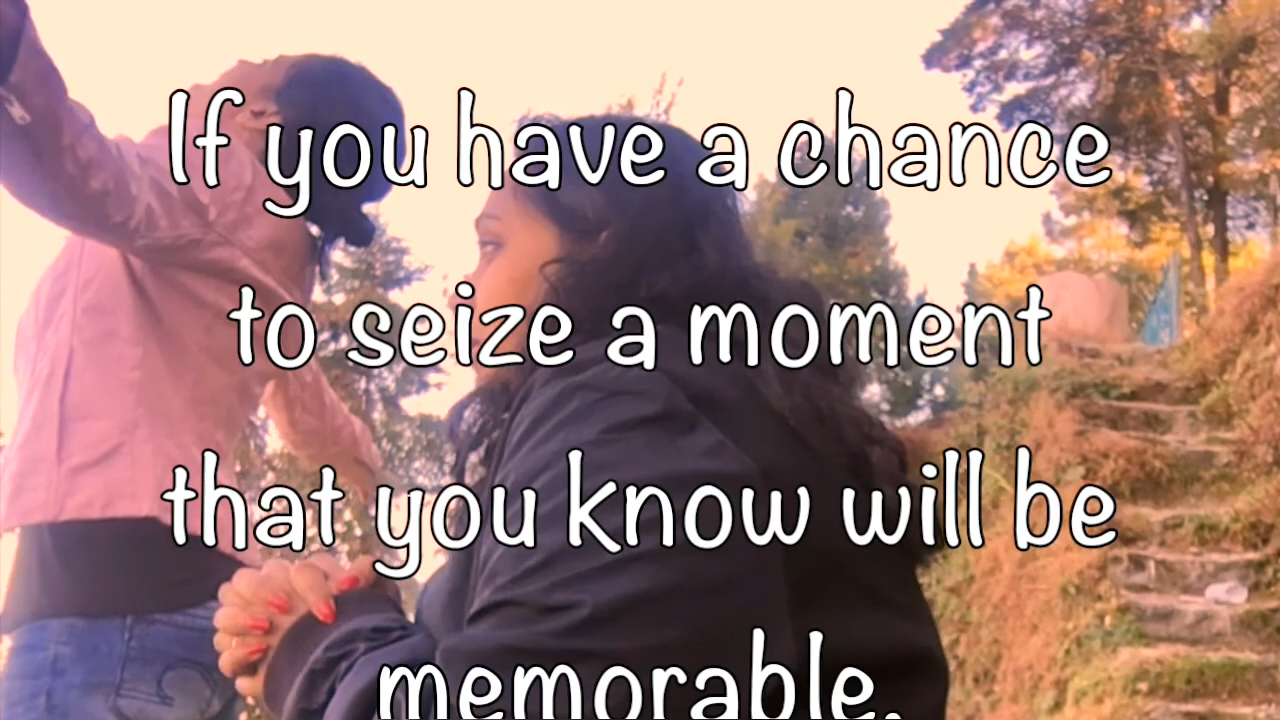 If you have a chance
to seize a moment
that you know will be
memorable.